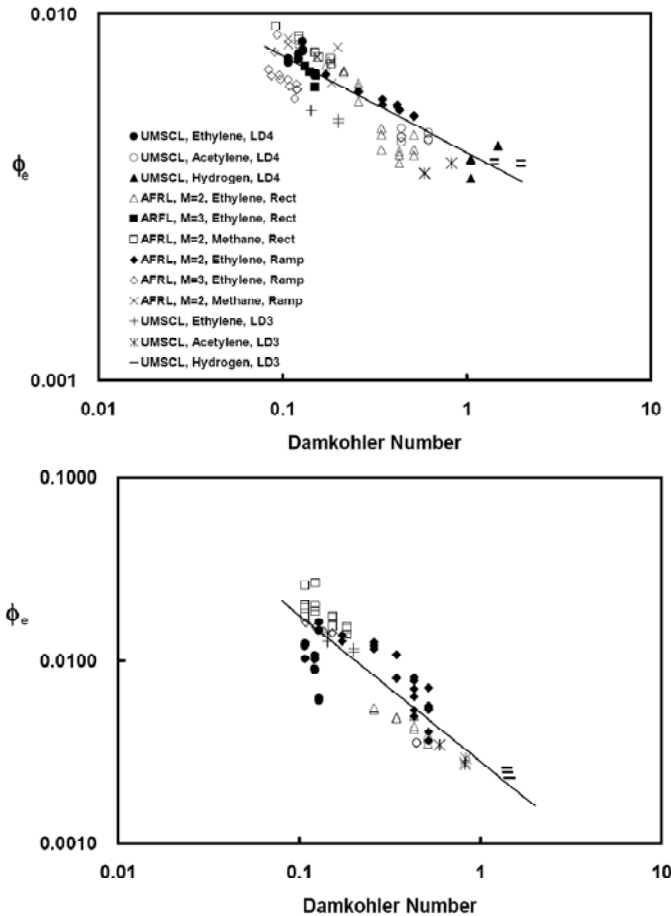 0.010
UMSCL, Ethylene, LD4
UMSCL, Acetylene, LD4
UMSCL, Hydrogen, LD4
AFRL, M=2, Ethylene, Rect
ARFL, M=3, Ethylene, Rect
AFRL, M=2, Methane, Rect
AFRL, M=2, Ethylene, Ramp
AFRL, M=3, Ethylene, Ramp
AFRL, M=2, Methane, Ramp
UMSCL, Ethylene, LD3
UMSCL, Acetylene, LD3
UMSCL, Hydrogen, LD3
ϕe
0.001
0.01 0.1 1 10
Damkohler Number
0.1000
ϕe
0.0100
0.0010
0.01 0.1 1 10
Damkohler Number